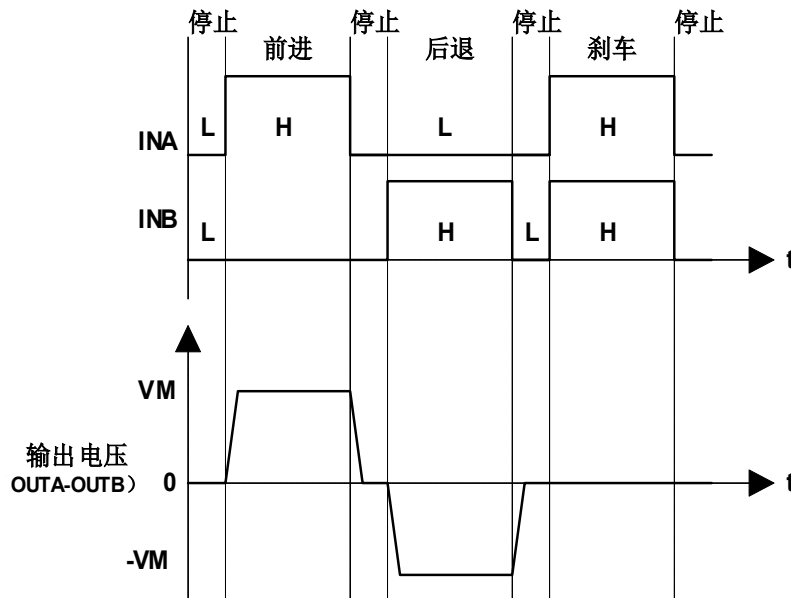 停止 停止 停止 停止
前进 后退 刹车
L H L H
INA
INB
L H L H
t
VM
输出电压
OUTA-OUTB） 0
t
-VM